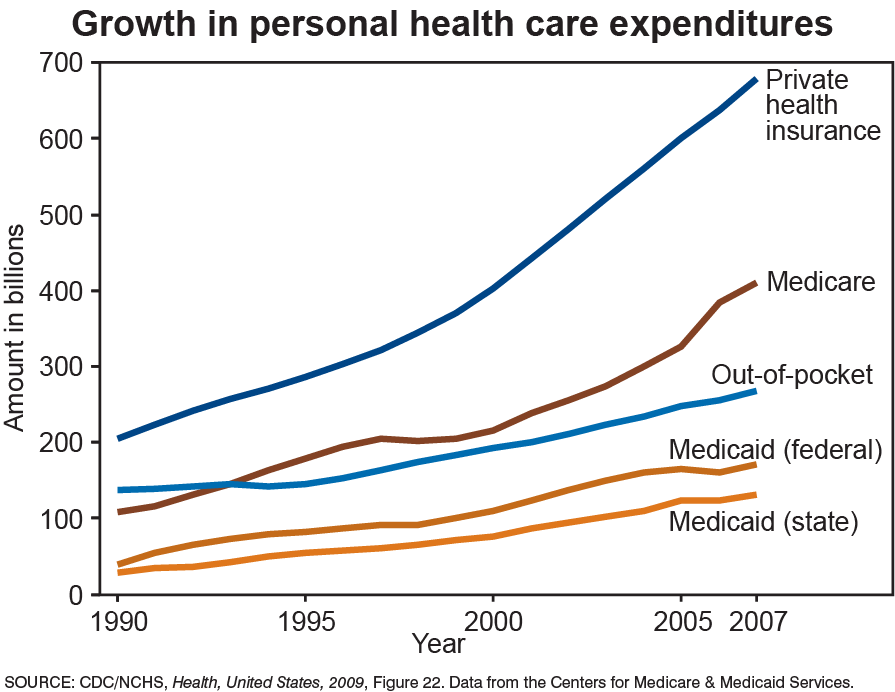 Growth in personal health care expenditures
700
600
500
400
300
200
100
0
Amount in billions
Private
health
insurance
Medicare
Out-of-pocket
Medicaid (federal)
Medicaid (state)
1990
1995
2000
2005
2007
Year
SOURCE: CDC/NCHS, Health, United States, 2009, Figure 22. Data from the Centers for Medicare & Medicaid Services.